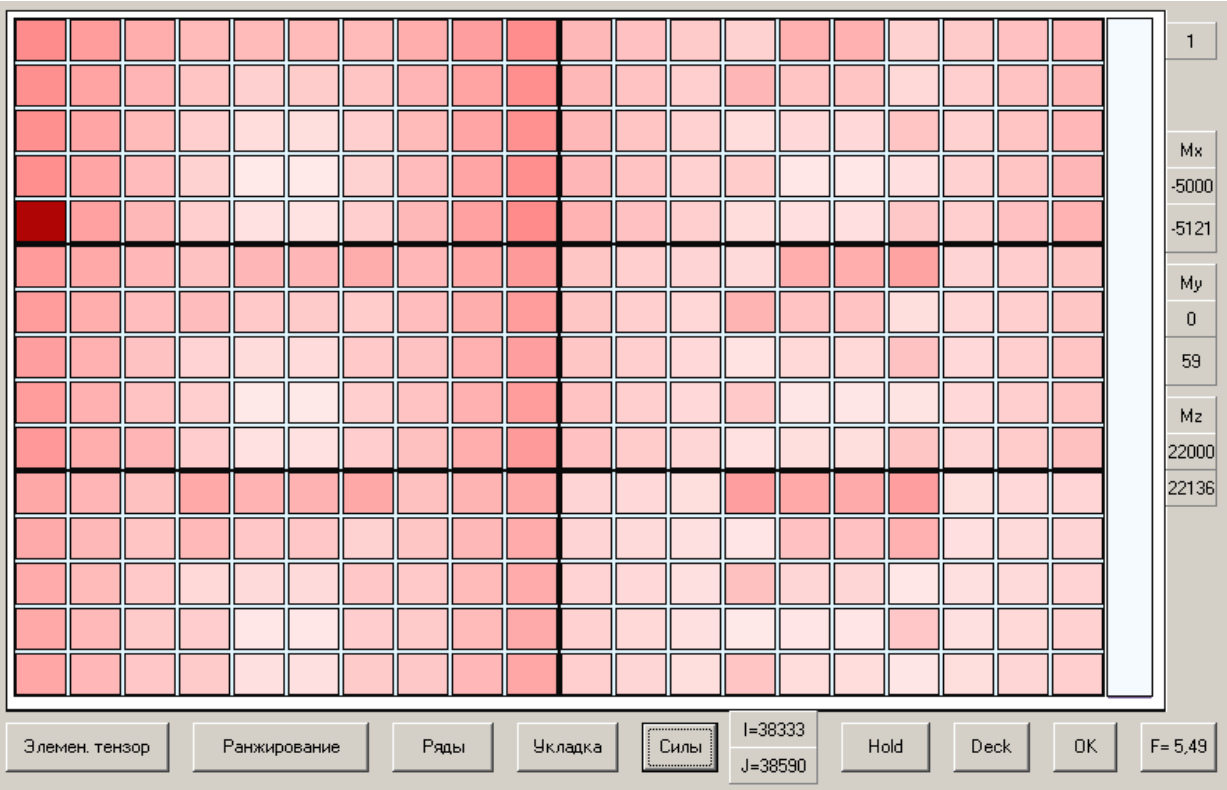 1
Mx
-5000
-5121
My
0
59
Mz
22000
22136
Элемен. тензор
Ранжирование
Ряды
Укладка
Силы
I=38333
J=38590
Hold
Deck
OK
F= 5,49